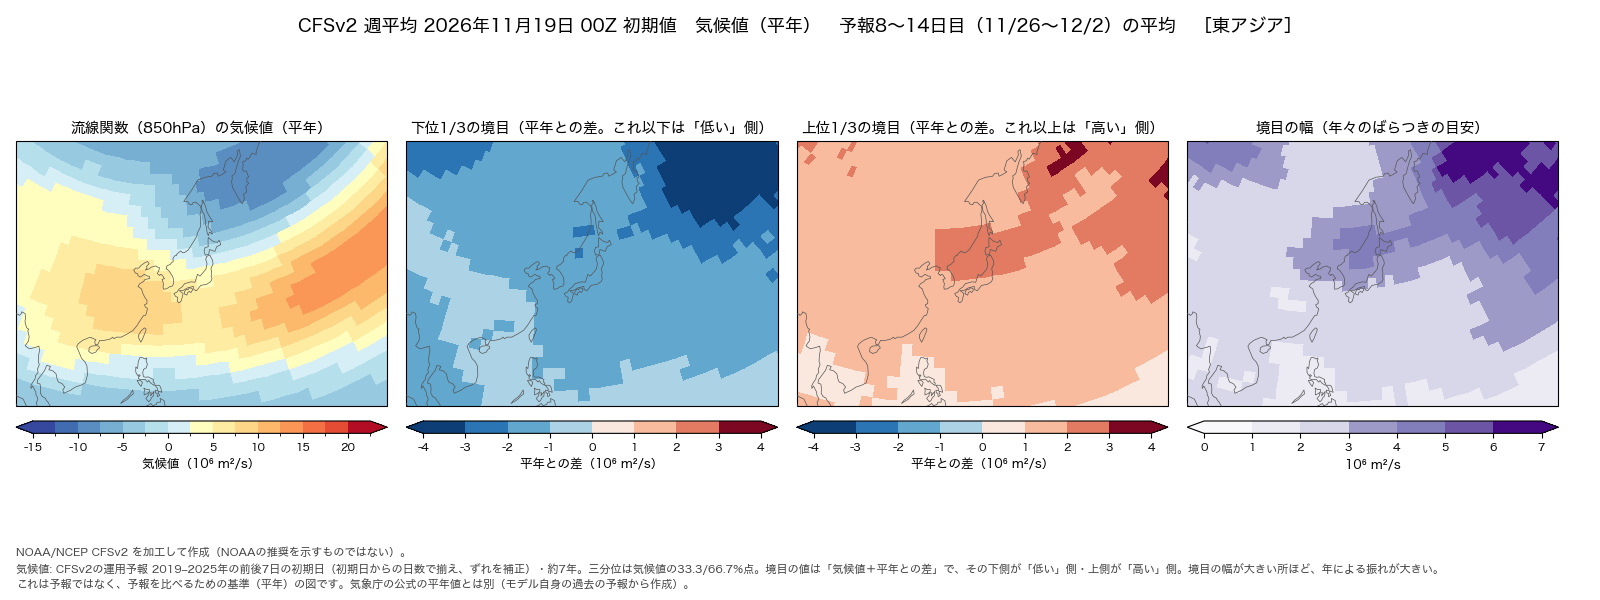 CFSv2 週平均 2026年11月19日 00Z 初期値　気候値（平年）　予報8～14日目（11/26～12/2）の平均　［東アジア］
流線関数（850hPa）の気候値（平年）
下位1/3の境目（平年との差。これ以下は「低い」側）
上位1/3の境目（平年との差。これ以上は「高い」側）
境目の幅（年々のばらつきの目安）
-15 -10 -5 0 5 10 15 20
気候値（10⁶ m²/s）
-4 -3 -2 -1 0 1 2 3 4
平年との差（10⁶ m²/s）
-4 -3 -2 -1 0 1 2 3 4
平年との差（10⁶ m²/s）
0 1 2 3 4 5 6 7
10⁶ m²/s
NOAA/NCEP CFSv2 を加工して作成（NOAAの推奨を示すものではない）。
気候値: CFSv2の運用予報 2019–2025年の前後7日の初期日（初期日からの日数で揃え、ずれを補正）・約7年。三分位は気候値の33.3/66.7%点。境目の値は「気候値＋平年との差」で、その下側が「低い」側・上側が「高い」側。境目の幅が大きい所ほど、年による振れが大きい。
これは予報ではなく、予報を比べるための基準（平年）の図です。気象庁の公式の平年値とは別（モデル自身の過去の予報から作成）。